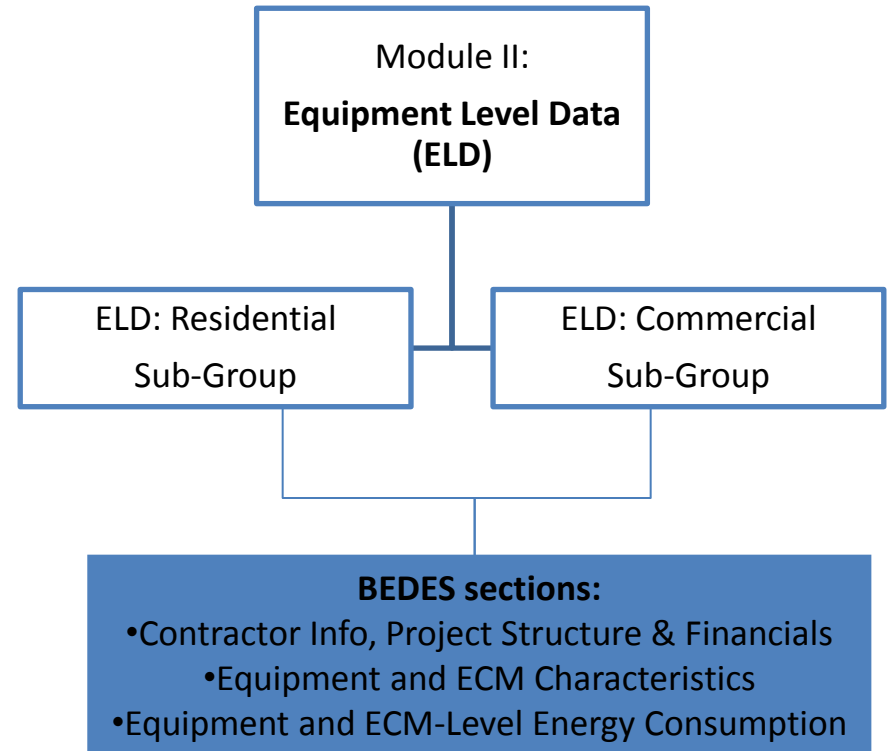 Module II:
Equipment Level Data
(ELD)
ELD: Residential
Sub-Group
ELD: Commercial
Sub-Group
BEDES sections:
•Contractor Info, Project Structure & Financials
•Equipment and ECM Characteristics
•Equipment and ECM-Level Energy Consumption